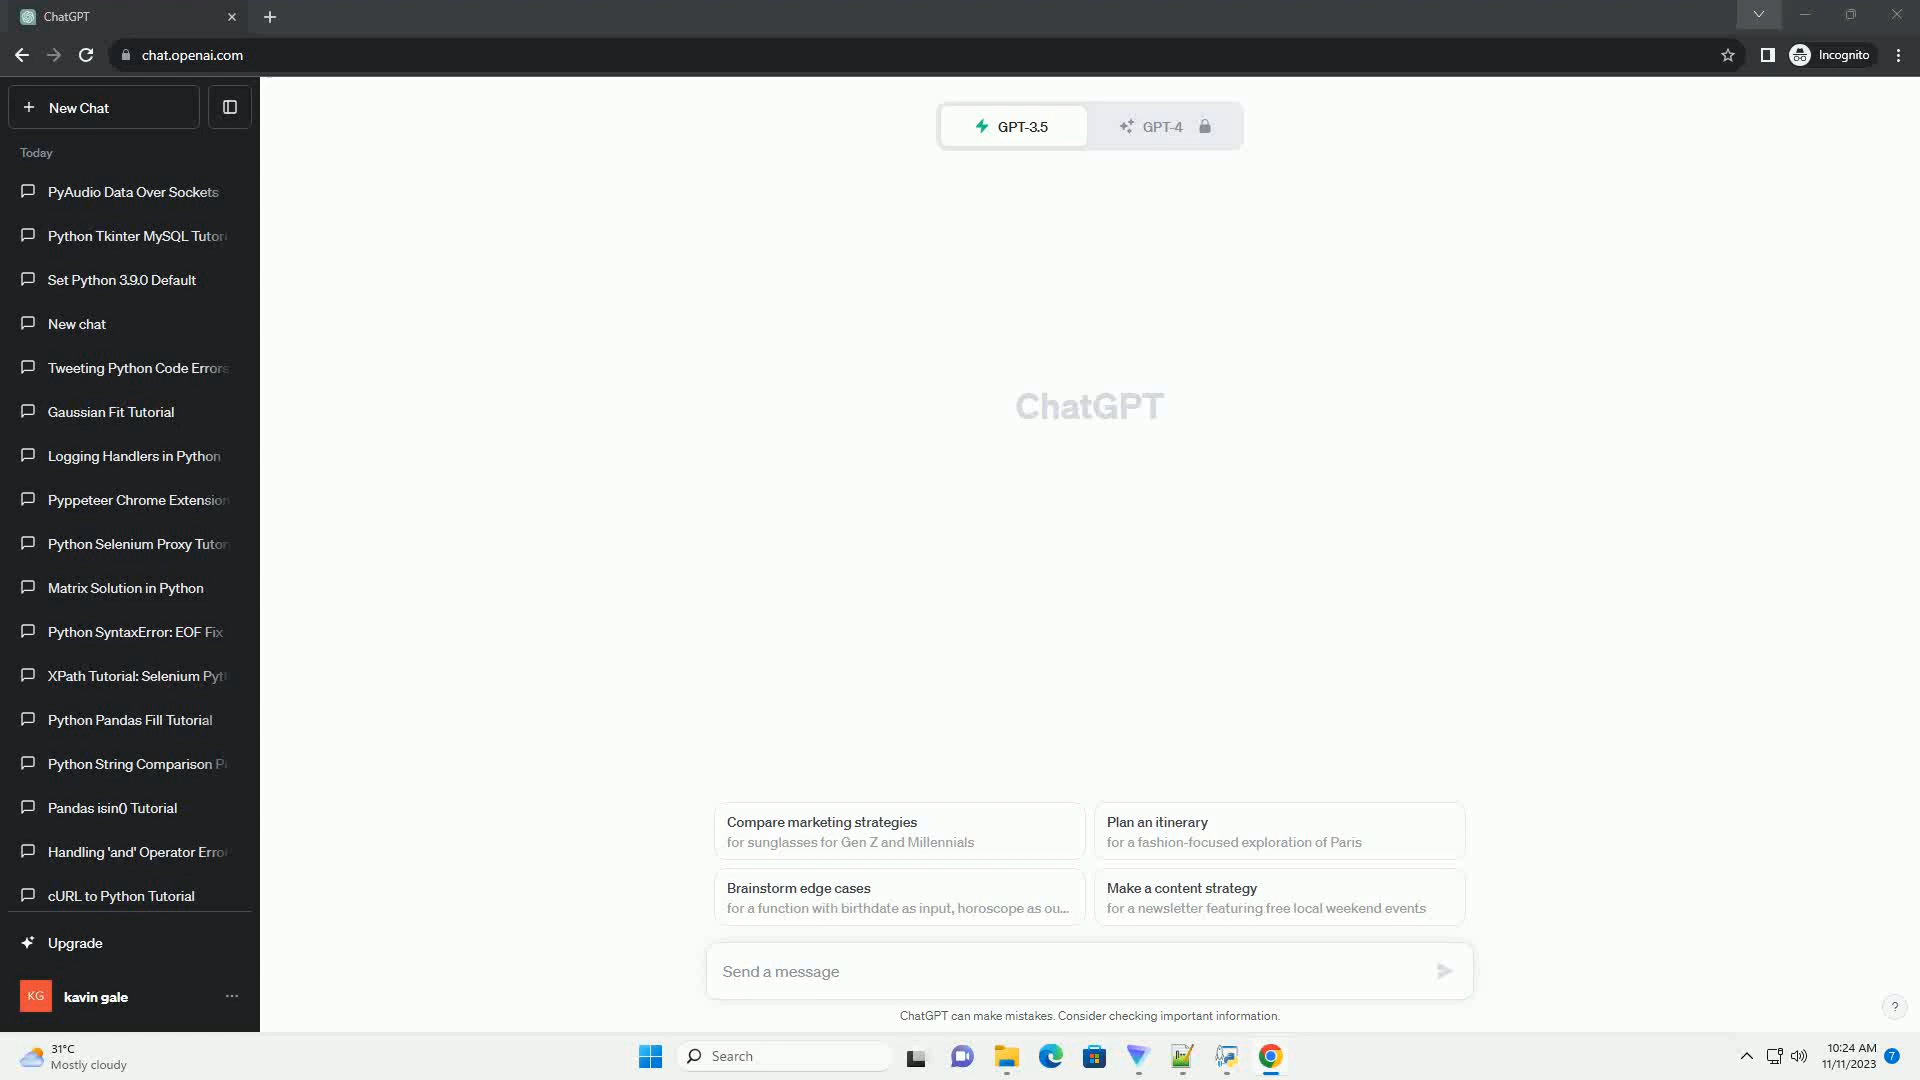 ChatGPT
chat.openai.com
Incognito
New Chat
Today
PyAudio Data Over Sockets
Python Tkinter MySQL Tutor
Set Python 3.9.0 Default
New chat
Tweeting Python Code Errors
Gaussian Fit Tutorial
Logging Handlers in Python
Pyppeteer Chrome Extension
Python Selenium Proxy Tutor
Matrix Solution in Python
Python SyntaxError: EOF Fix
XPath Tutorial: Selenium Pyt
Python Pandas Fill Tutorial
Python String Comparison P
Pandas isin() Tutorial
Handling 'and' Operator Erro
cURL to Python Tutorial
Upgrade
KG kavin gale
GPT-3.5
GPT-4
ChatGPT
Compare marketing strategies
for sunglasses for Gen Z and Millennials
Plan an itinerary
for a fashion-focused exploration of Paris
Brainstorm edge cases
for a function with birthdate as input, horoscope as ou...
Make a content strategy
for a newsletter featuring free local weekend events
Send a message
ChatGPT can make mistakes. Consider checking important information.
?
31°C
Mostly cloudy
Search
10:24 AM
11/11/2023
7